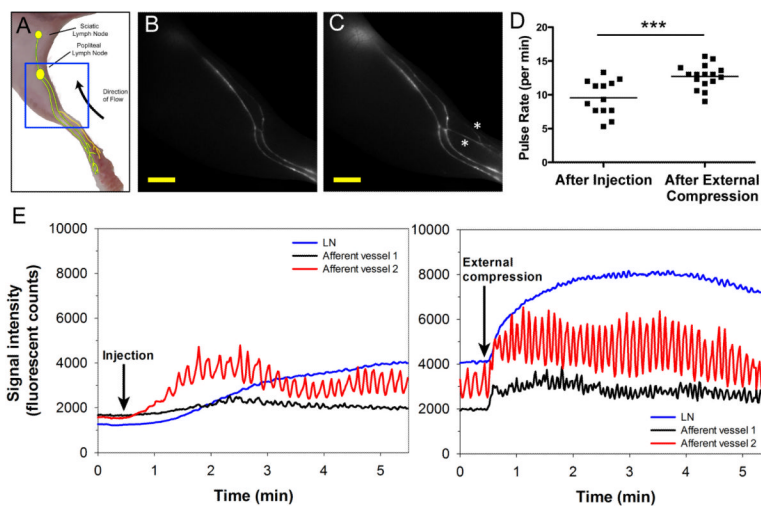 A
Sciatic
Lymph Node
Popliteal
Lymph Node
Direction
of Flow
B
C
*
*
D
***
Pulse Rate (per min)
20
15
10
5
0
After Injection
After External
Compression
E
Signal intensity
(fluorescent counts)
10000
8000
6000
4000
2000
0
LN
Afferent vessel 1
Afferent vessel 2
Injection
0 1 2 3 4 5
Time (min)
10000
8000
6000
4000
2000
0
External
compression
LN
Afferent vessel 1
Afferent vessel 2
0 1 2 3 4 5
Time (min)